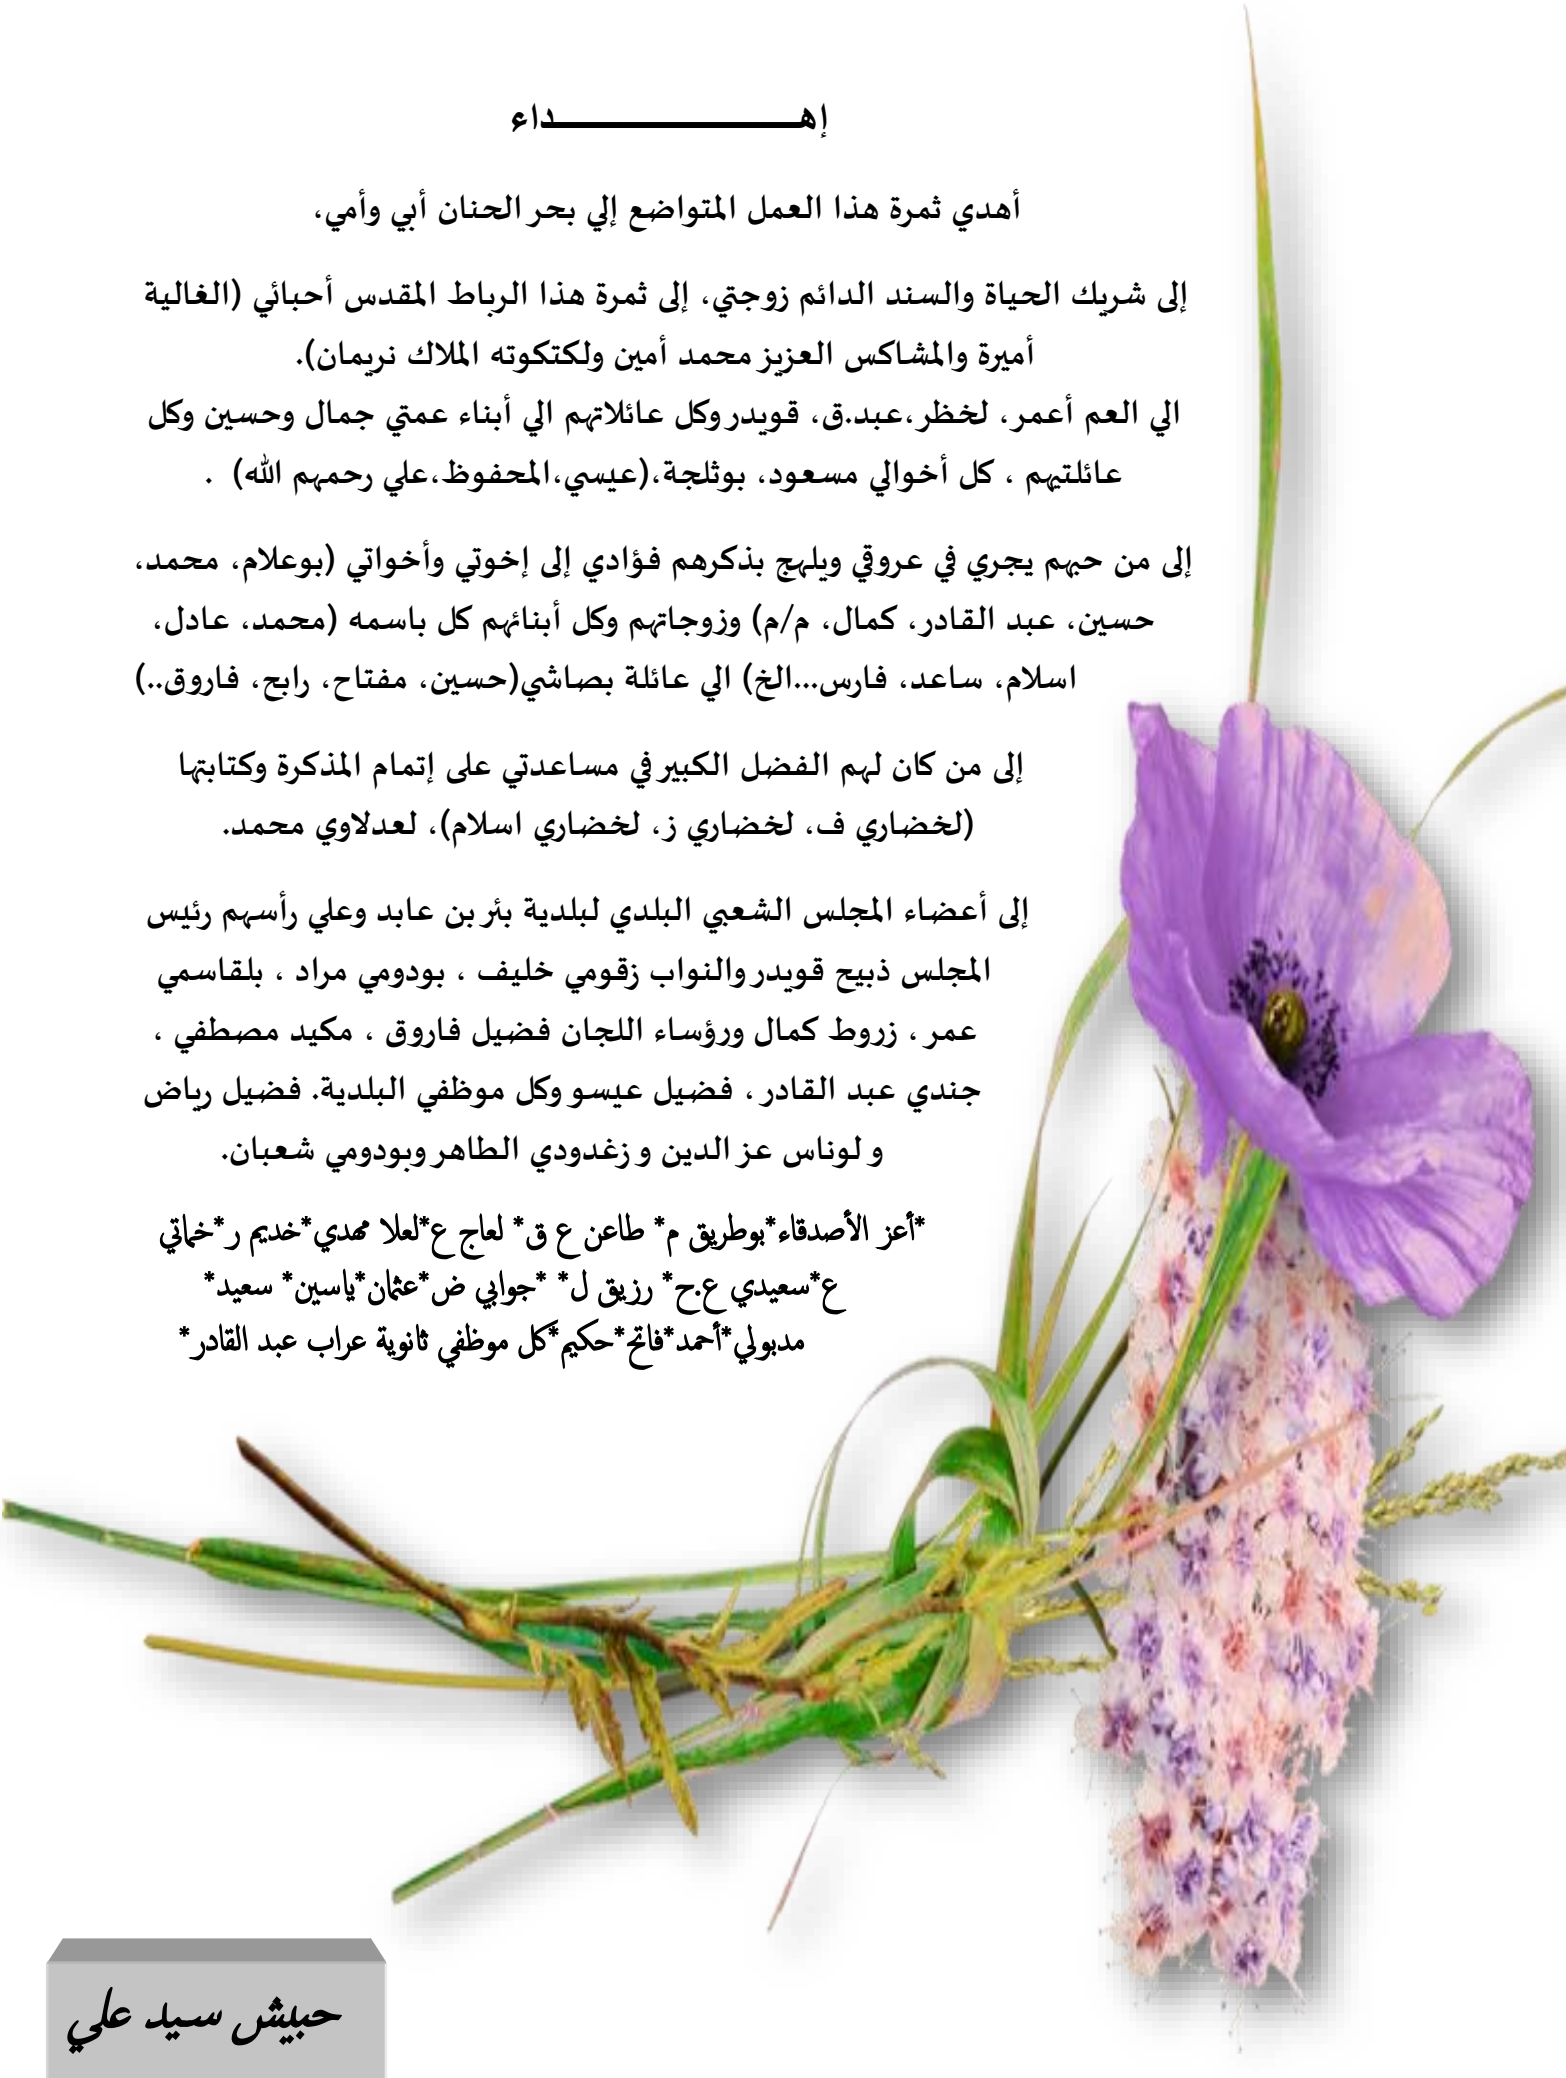 إهـــــــــــــــــــــــداء
أهدي ثمرة هذا العمل المتواضع إلي بحر الحنان أبي وأمي،
إلى شريك الحياة والسند الدائم زوجتي، إلى ثمرة هذا الرباط المقدس أحبائي (الغالية
أميرة والمشاكس العزيز محمد أمين ولكتكوته الملاك نريمان).
الي العم أعمر، لخظر،عبد.ق، قويدر وكل عائلاتهم الي أبناء عمتي جمال وحسين وكل
عائلتيهم ، كل أخوالي مسعود، بوثلجة،(عيسي،المحفوظ،علي رحمهم الله) .
إلى من حبهم يجري في عروقي ويلهج بذكرهم فؤادي إلى إخوتي وأخواتي (بوعلام، محمد،
حسين، عبد القادر، كمال، م/م) وزوجاتهم وكل أبنائهم كل باسمه (محمد، عادل،
اسلام، ساعد، فارس...الخ) الي عائلة بصاشي(حسين، مفتاح، رابح، فاروق..)
إلى من كان لهم الفضل الكبير في مساعدتي على إتمام المذكرة وكتابتها
(لخضاري ف، لخضاري ز، لخضاري اسلام)، لعدلاوي محمد.
إلى أعضاء المجلس الشعبي البلدي لبلدية بئر بن عابد وعلي رأسهم رئيس
المجلس ذبيح قويدر والنواب زقومي خليف ، بودومي مراد ، بلقاسمي
عمر ، زروط كمال ورؤساء اللجان فضيل فاروق ، مكيد مصطفي ،
جندي عبد القادر ، فضيل عيسو وكل موظفي البلدية. فضيل رياض
و لوناس عز الدين و زغدودي الطاهر وبودومي شعبان.
*أعز الأصدقاء*بوطريق م* طاعن ع ق* لعاج ع*لعلا مهدي*خديم ر*خماتي
ع*سعيدي ع.ح* رزيق ل* *جوابي ض*عثمان*ياسين* سعيد*
مدبولي*أحمد*فاتح*حكيم*كل موظفي ثانوية عراب عبد القادر*
حبيش سيد علي